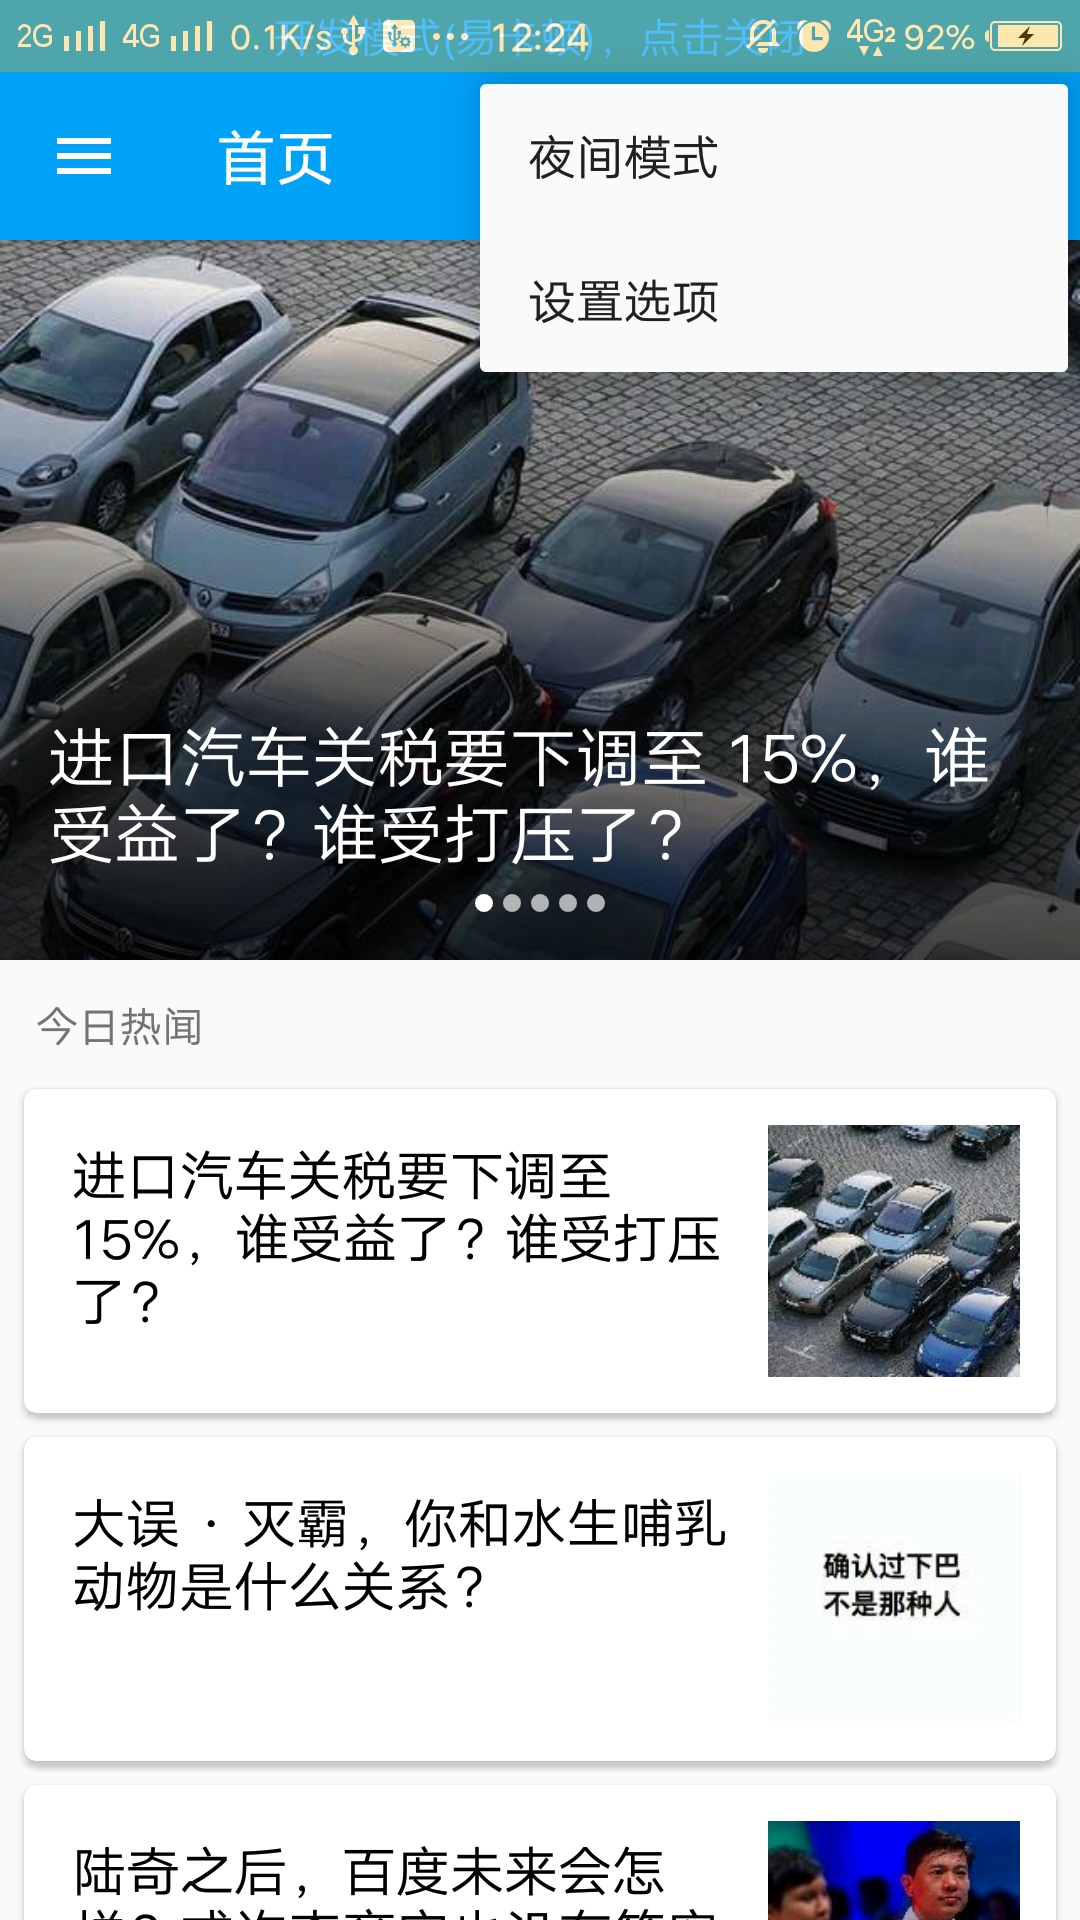 2G 4G 0.1K/s 12:24 4G2 92%
开发模式(易卡顿)，点击关闭
首页
夜间模式
设置选项
进口汽车关税要下调至 15%，谁
受益了？谁受打压了？
今日热闻
进口汽车关税要下调至
15%，谁受益了？谁受打压
了？
大误 · 灭霸，你和水生哺乳
动物是什么关系？
确认过下巴
不是那种人
陆奇之后，百度未来会怎